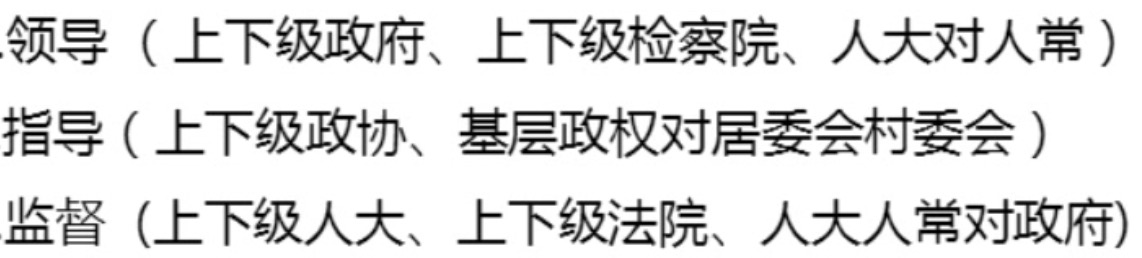 .领导（上下级政府、上下级检察院、人大对人常）
指导（上下级政协、基层政权对居委会村委会）
.监督（上下级人大、上下级法院、人大人常对政府)